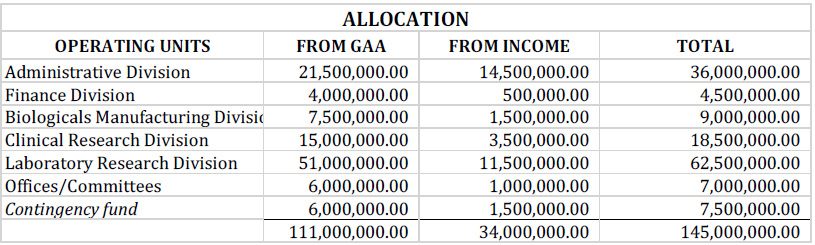 ALLOCATION
OPERATING UNITS FROM GAA FROM INCOME TOTAL
Administrative Division 21,500,000.00 14,500,000.00 36,000,000.00
Finance Division 4,000,000.00 500,000.00 4,500,000.00
Biologicals Manufacturing Divisio 7,500,000.00 1,500,000.00 9,000,000.00
Clinical Research Division 15,000,000.00 3,500,000.00 18,500,000.00
Laboratory Research Division 51,000,000.00 11,500,000.00 62,500,000.00
Offices/Committees 6,000,000.00 1,000,000.00 7,000,000.00
Contingency fund 6,000,000.00 1,500,000.00 7,500,000.00
111,000,000.00 34,000,000.00 145,000,000.00